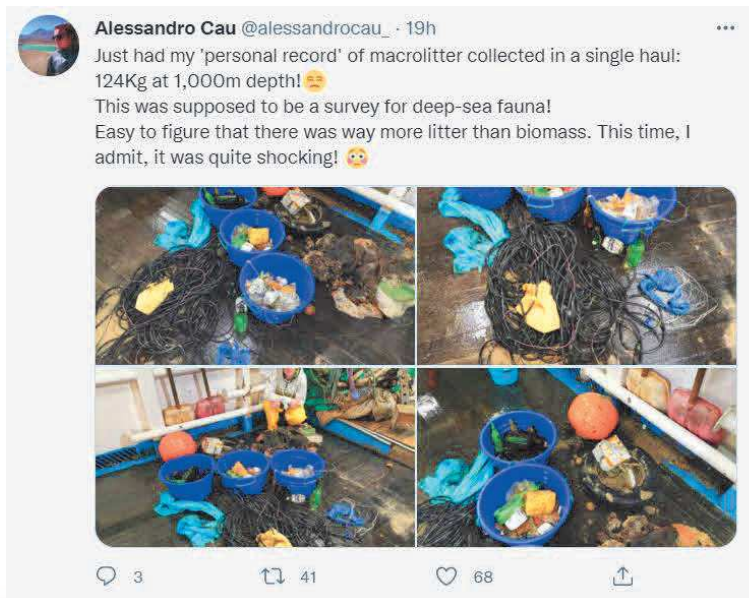 Alessandro Cau @alessandrocau_ · 19h
Just had my 'personal record' of macrolitter collected in a single haul:
124Kg at 1,000m depth!😒
This was supposed to be a survey for deep-sea fauna!
Easy to figure that there was way more litter than biomass. This time, I
admit, it was quite shocking! 😳
3 41 68